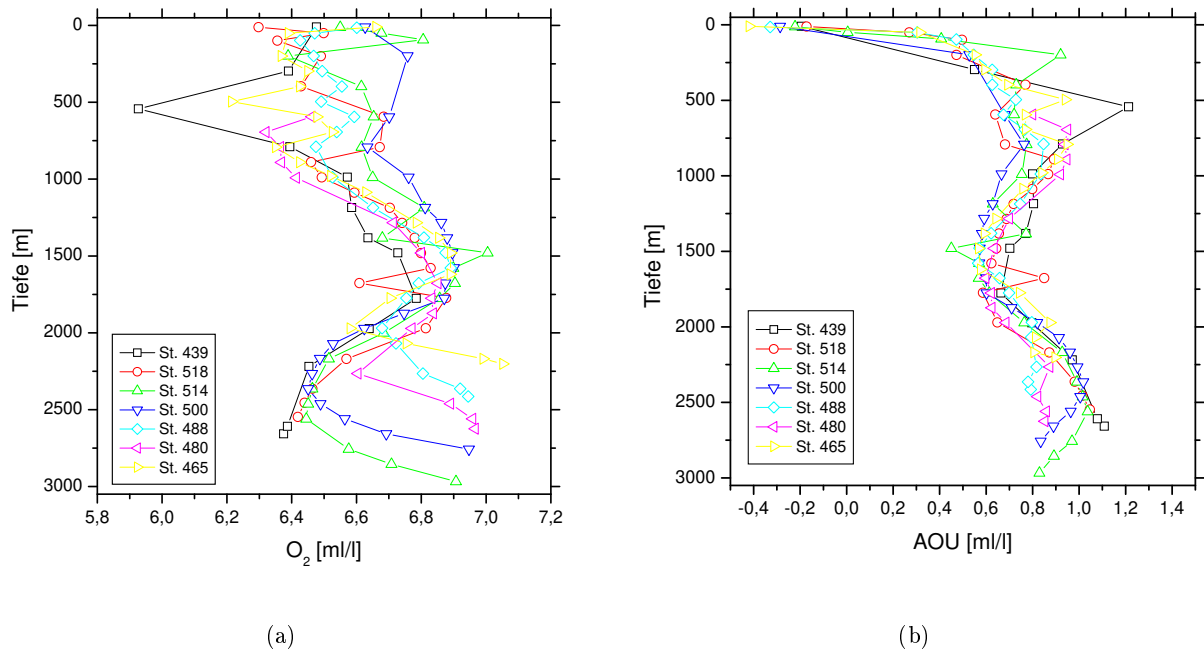 0
500
1000
1500
2000
2500
3000
Tiefe [m]
5,8 6,0 6,2 6,4 6,6 6,8 7,0 7,2
O2 [ml/l]
St. 439
St. 518
St. 514
St. 500
St. 488
St. 480
St. 465
(a)
0
500
1000
1500
2000
2500
3000
Tiefe [m]
-0,4 -0,2 0,0 0,2 0,4 0,6 0,8 1,0 1,2 1,4
AOU [ml/l]
St. 439
St. 518
St. 514
St. 500
St. 488
St. 480
St. 465
(b)